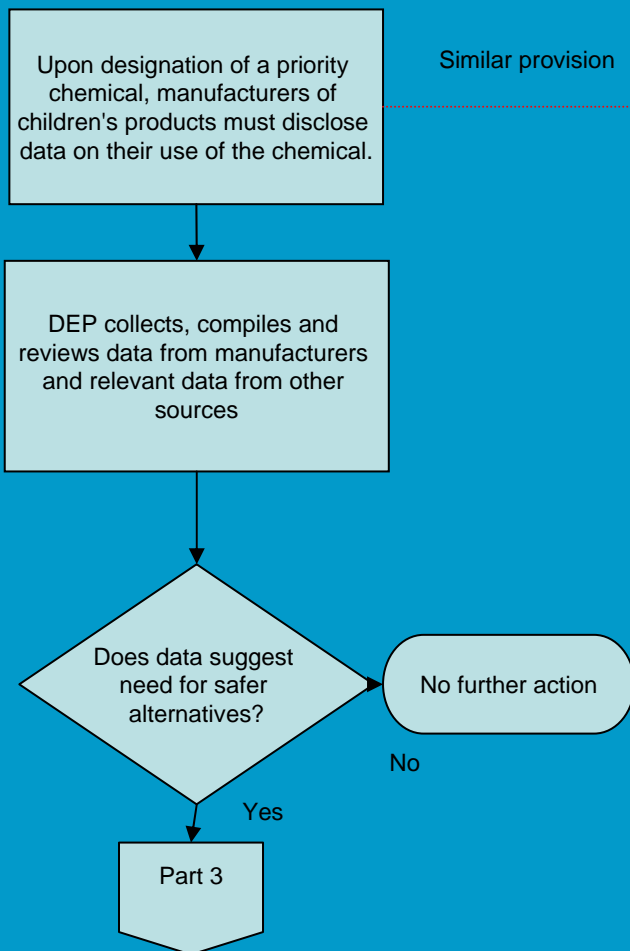 Upon designation of a priority
chemical, manufacturers of
children's products must disclose
data on their use of the chemical.
Similar provision
DEP collects, compiles and
reviews data from manufacturers
and relevant data from other
sources
Does data suggest
need for safer
alternatives?
No further action
No
Yes
Part 3